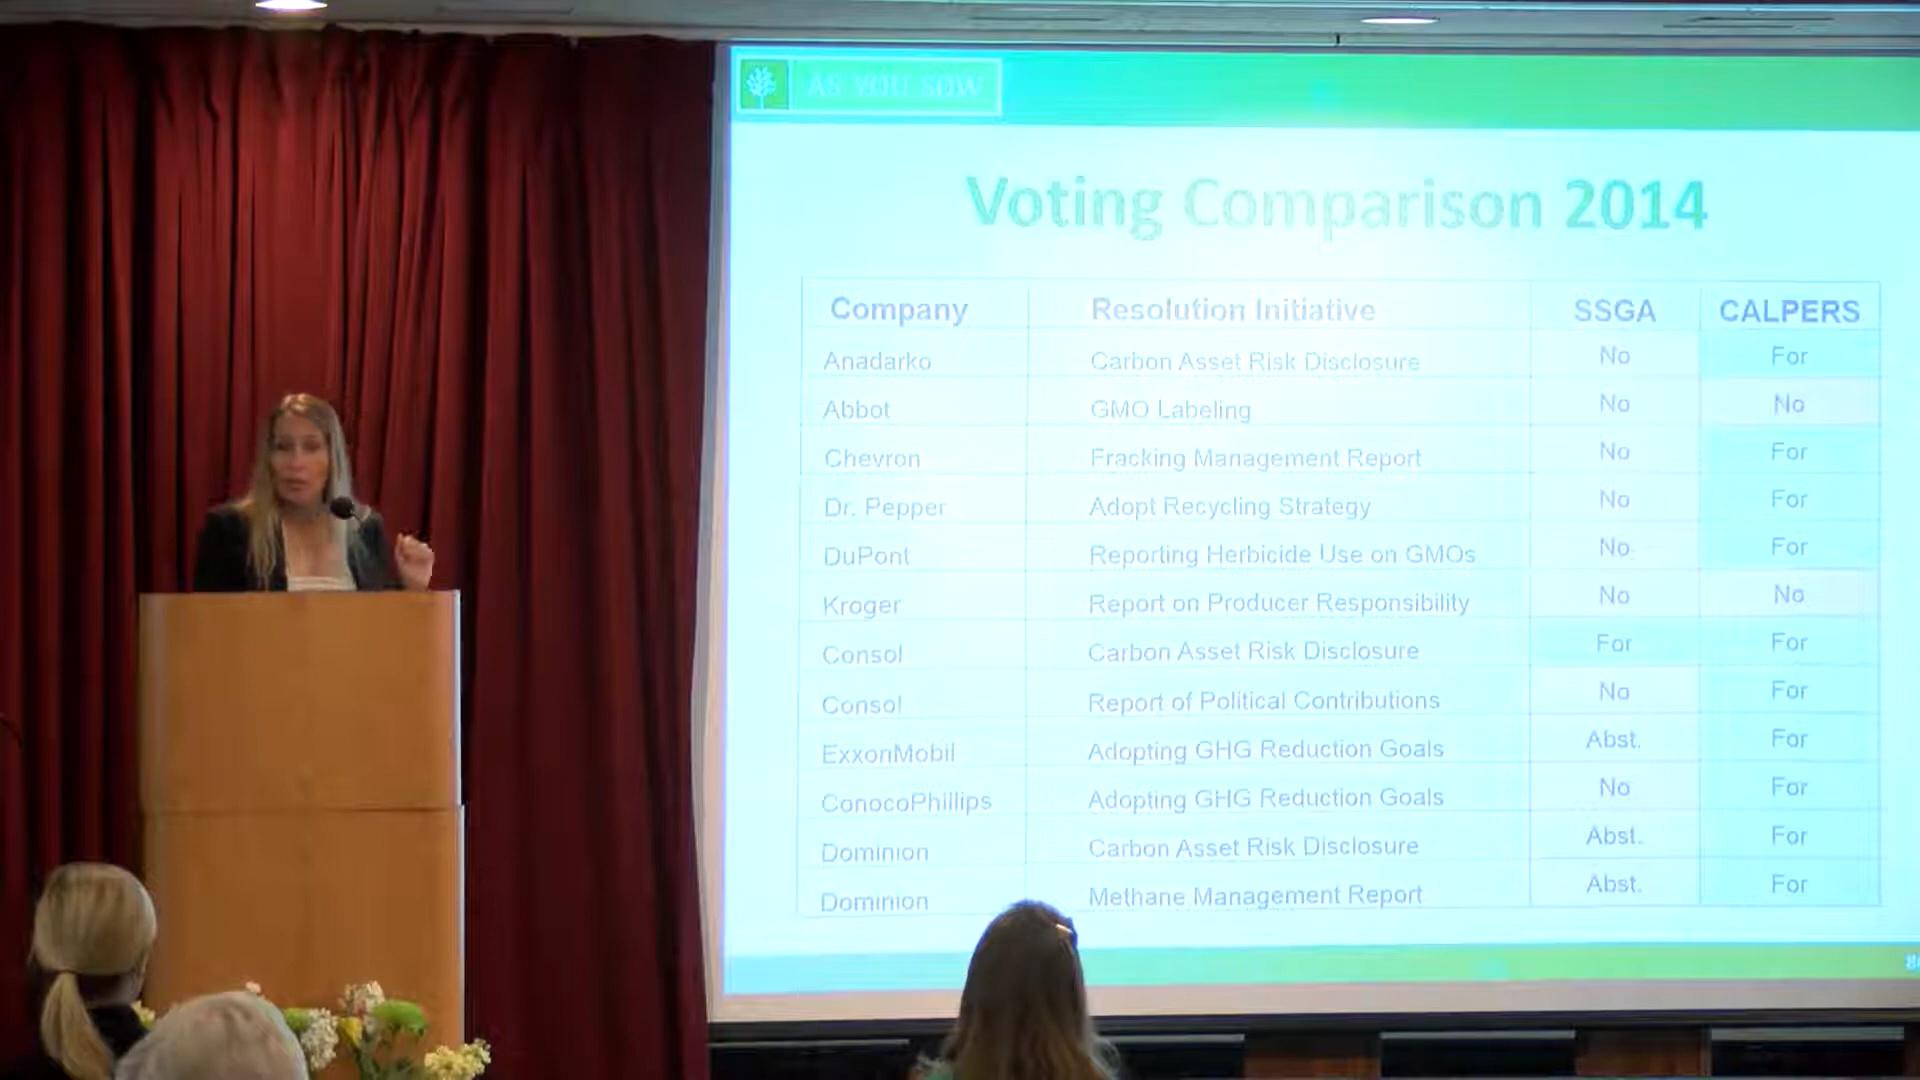 AS YOU SOW
Voting Comparison 2014
Company Resolution Initiative SSGA CALPERS
Anadarko Carbon Asset Risk Disclosure No For
Abbot GMO Labeling No No
Chevron Fracking Management Report No For
Dr. Pepper Adopt Recycling Strategy No For
DuPont Reporting Herbicide Use on GMOs No For
Kroger Report on Producer Responsibility No No
Consol Carbon Asset Risk Disclosure For For
Consol Report of Political Contributions No For
ExxonMobil Adopting GHG Reduction Goals Abst. For
ConocoPhillips Adopting GHG Reduction Goals No For
Dominion Carbon Asset Risk Disclosure Abst. For
Dominion Methane Management Report Abst. For